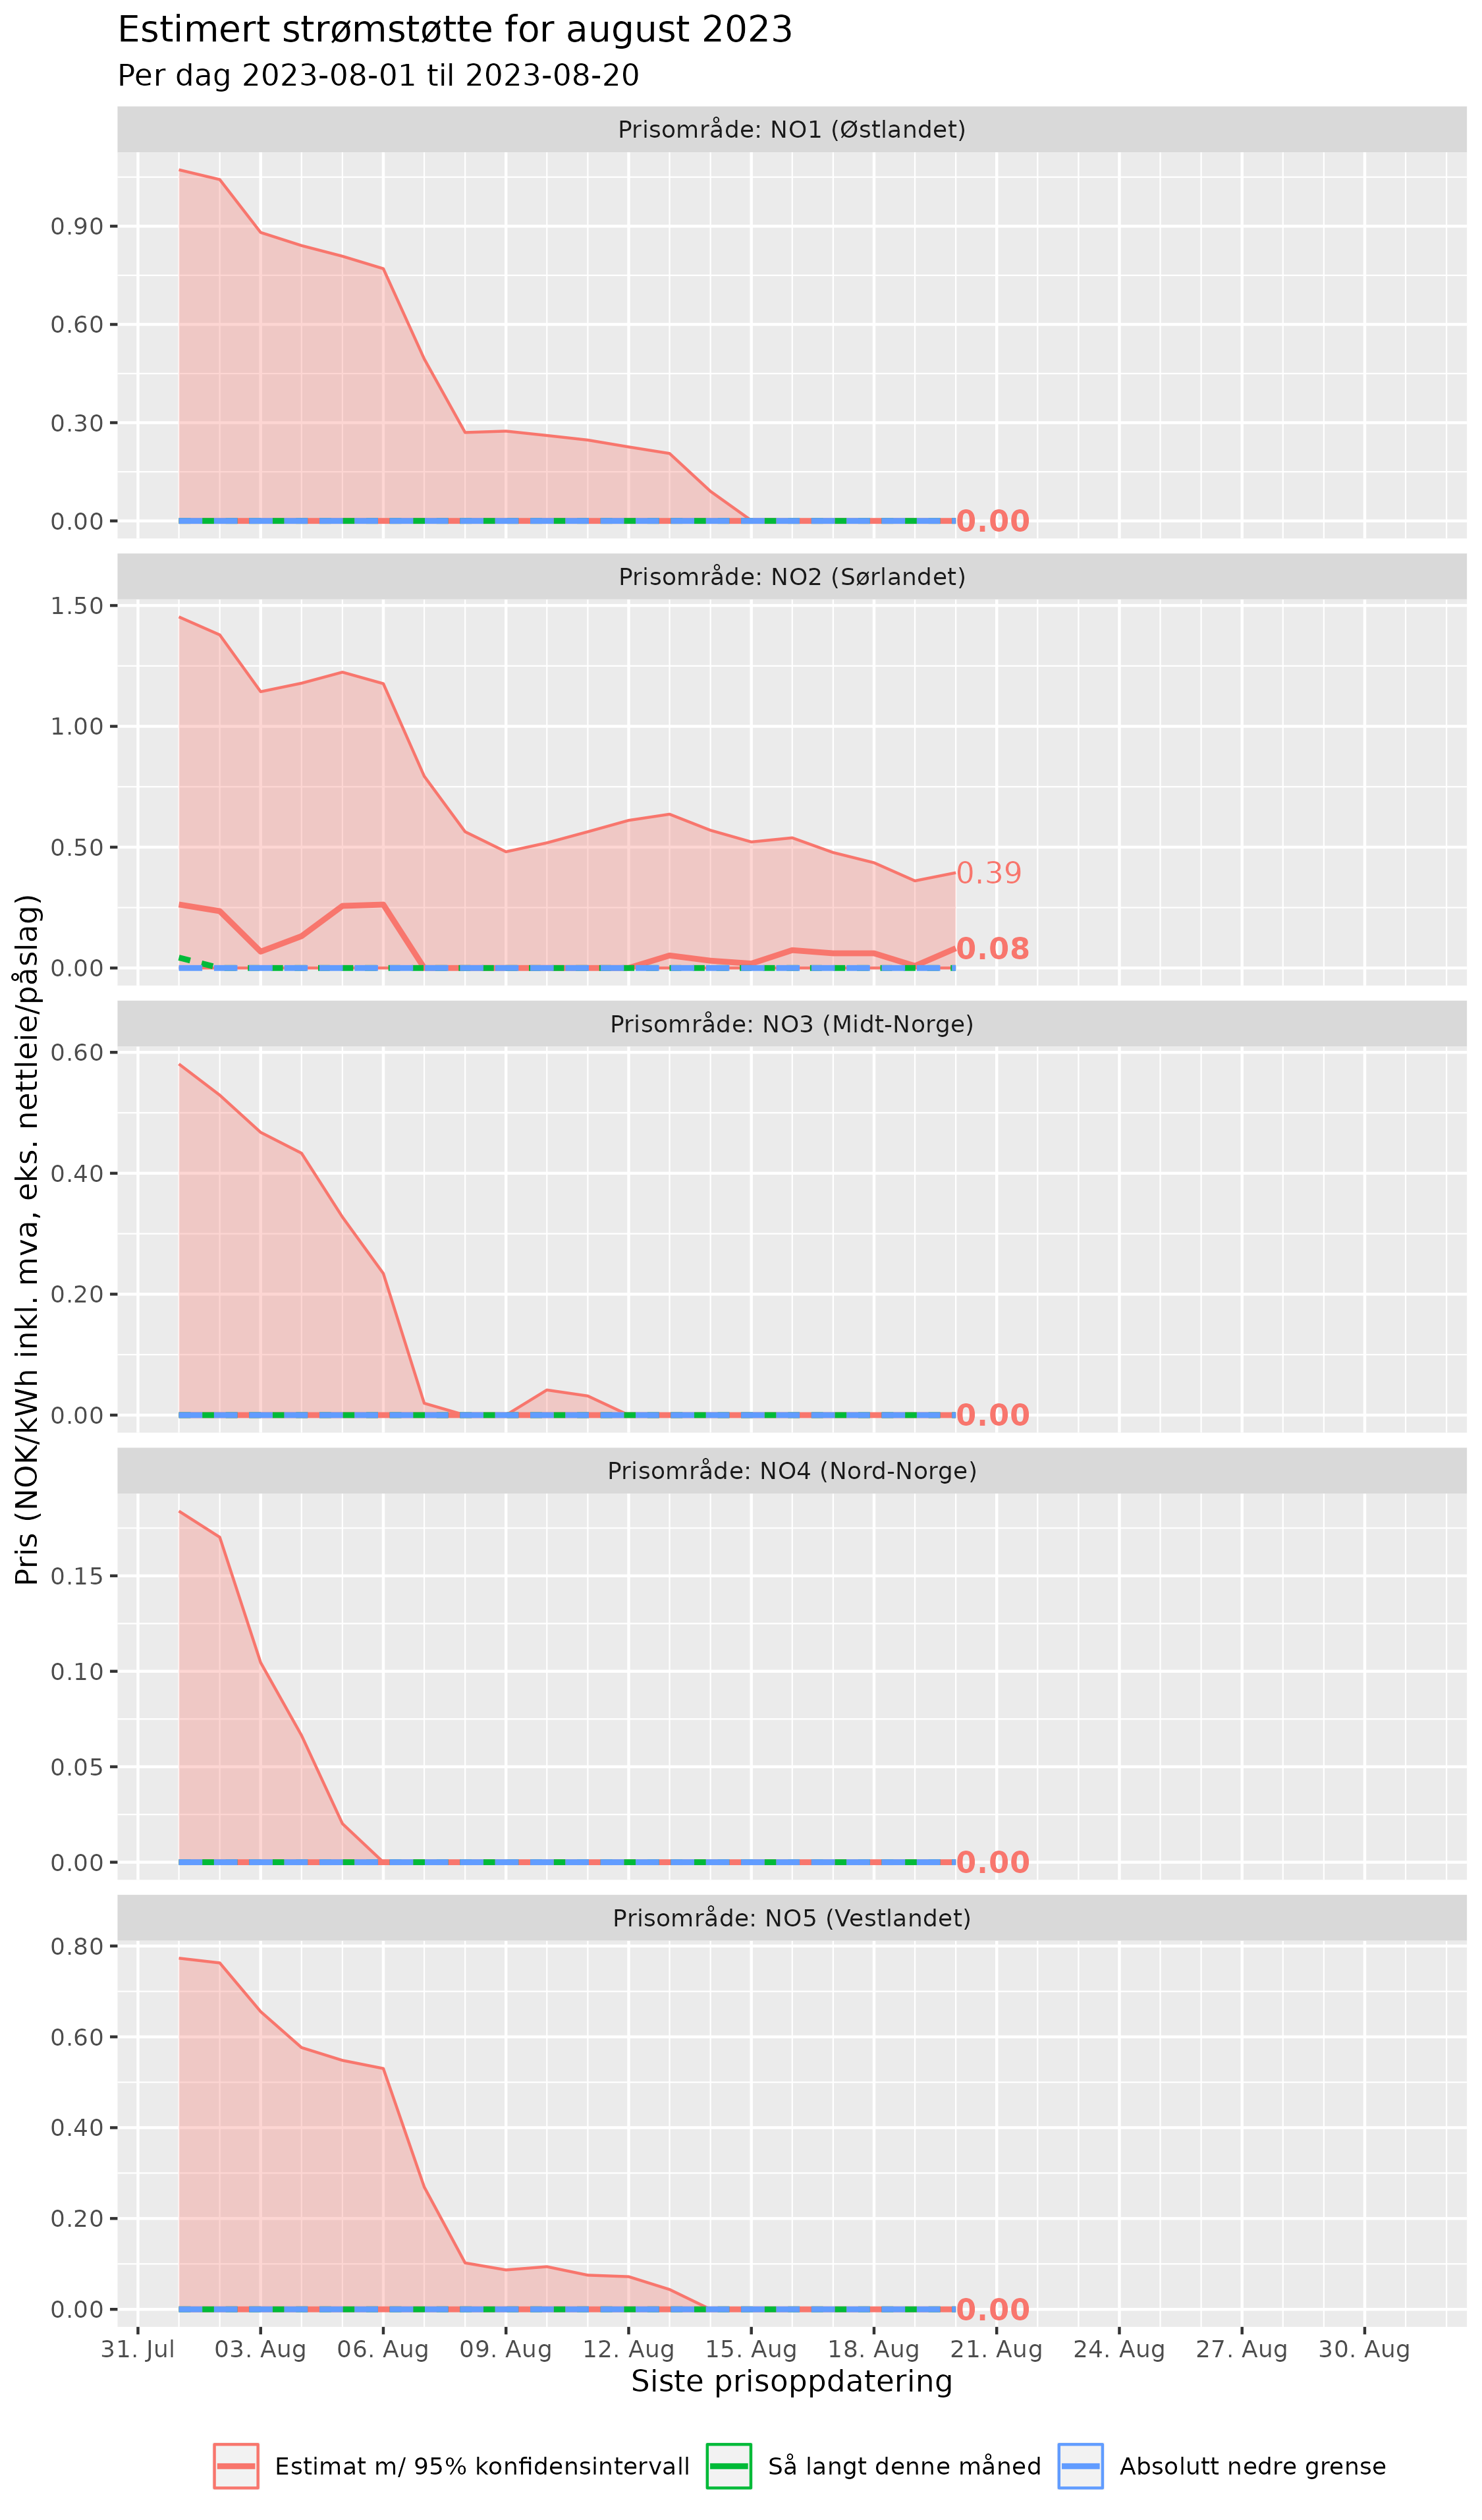 Estimert strømstøtte for august 2023
Per dag 2023-08-01 til 2023-08-20
Pris (NOK/kWh inkl. mva, eks. nettleie/påslag)
Prisområde: NO1 (Østlandet)
0.90
0.60
0.30
0.00
0.00
Prisområde: NO2 (Sørlandet)
1.50
1.00
0.50
0.00
0.39
0.08
Prisområde: NO3 (Midt-Norge)
0.60
0.40
0.20
0.00
0.00
Prisområde: NO4 (Nord-Norge)
0.15
0.10
0.05
0.00
0.00
Prisområde: NO5 (Vestlandet)
0.80
0.60
0.40
0.20
0.00
0.00
31. Jul 03. Aug 06. Aug 09. Aug 12. Aug 15. Aug 18. Aug 21. Aug 24. Aug 27. Aug 30. Aug
Siste prisoppdatering
Estimat m/ 95% konfidensintervall Så langt denne måned Absolutt nedre grense